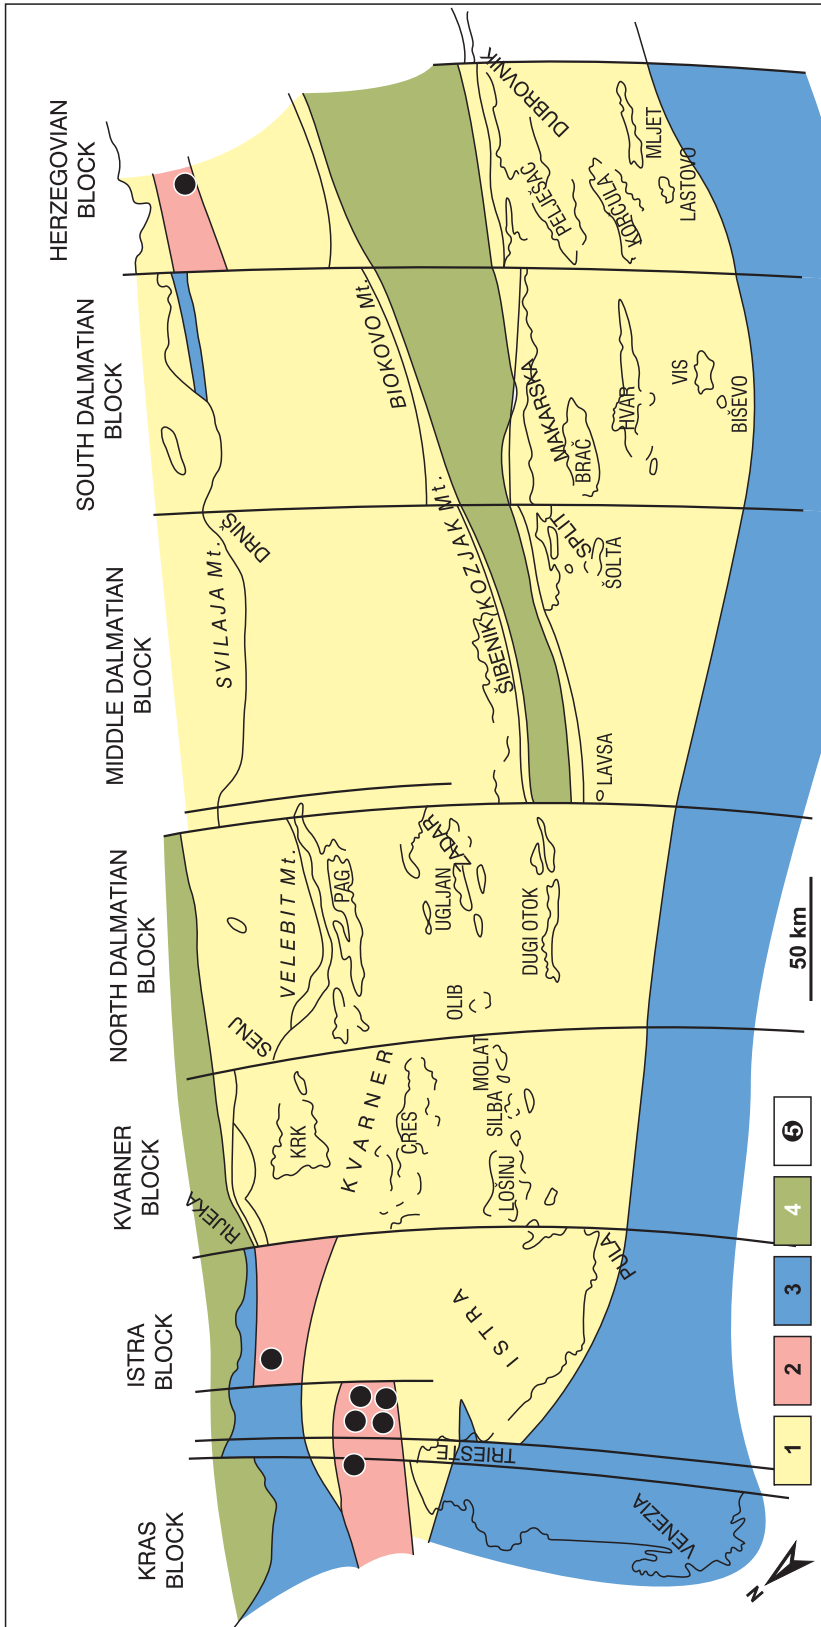 KRAS
BLOCK
ISTRA
BLOCK
KVARNER
BLOCK
NORTH DALMATIAN
BLOCK
MIDDLE DALMATIAN
BLOCK
SOUTH DALMATIAN
BLOCK
HERZEGOVIAN
BLOCK
RIJEKA
SENJ
SVILAJA Mt.
DRNIŠ
KRK
VELEBIT Mt.
PAG
BIOKOVO Mt.
KVARNER
CRES
UGLJAN
ZADAR
ŠIBENIK
KOZJAK Mt.
TRIESTE
ISTRA
LOŠINJ
SILBA
MOLAT
OLIB
DUGI OTOK
SPLIT
MAKARSKA
DUBROVNIK
PELJEŠAC
PULA
LAVSA
ŠOLTA
BRAČ
HVAR
KORČULA
MLJET
VENEZIA
VIS
BIŠEVO
LASTOVO
N
1
2
3
4
5
50 km